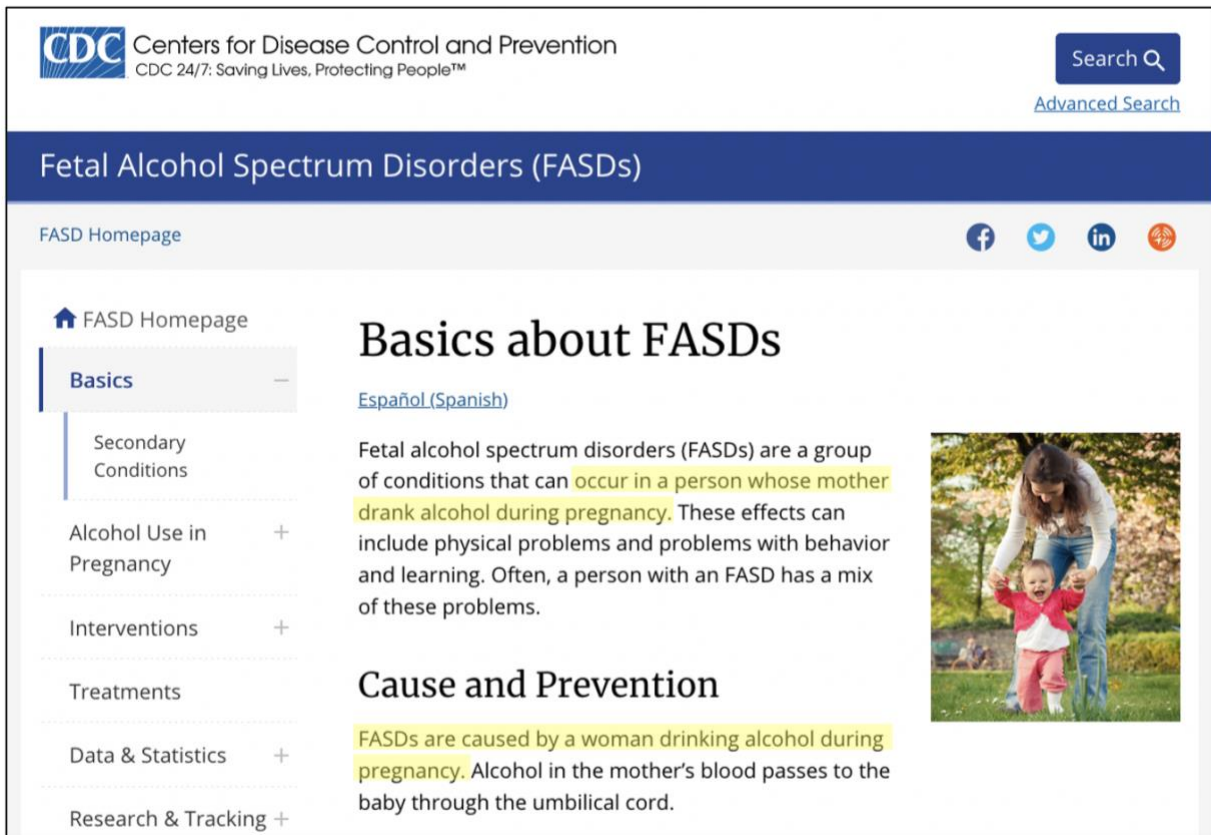 CDC Centers for Disease Control and Prevention
CDC 24/7: Saving Lives, Protecting People™
Search
Advanced Search
Fetal Alcohol Spectrum Disorders (FASDs)
FASD Homepage
FASD Homepage
Basics
Secondary
Conditions
Alcohol Use in
Pregnancy
Interventions
Treatments
Data & Statistics
Research & Tracking
Basics about FASDs
Español (Spanish)
Fetal alcohol spectrum disorders (FASDs) are a group
of conditions that can occur in a person whose mother
drank alcohol during pregnancy. These effects can
include physical problems and problems with behavior
and learning. Often, a person with an FASD has a mix
of these problems.
Cause and Prevention
FASDs are caused by a woman drinking alcohol during
pregnancy. Alcohol in the mother's blood passes to the
baby through the umbilical cord.